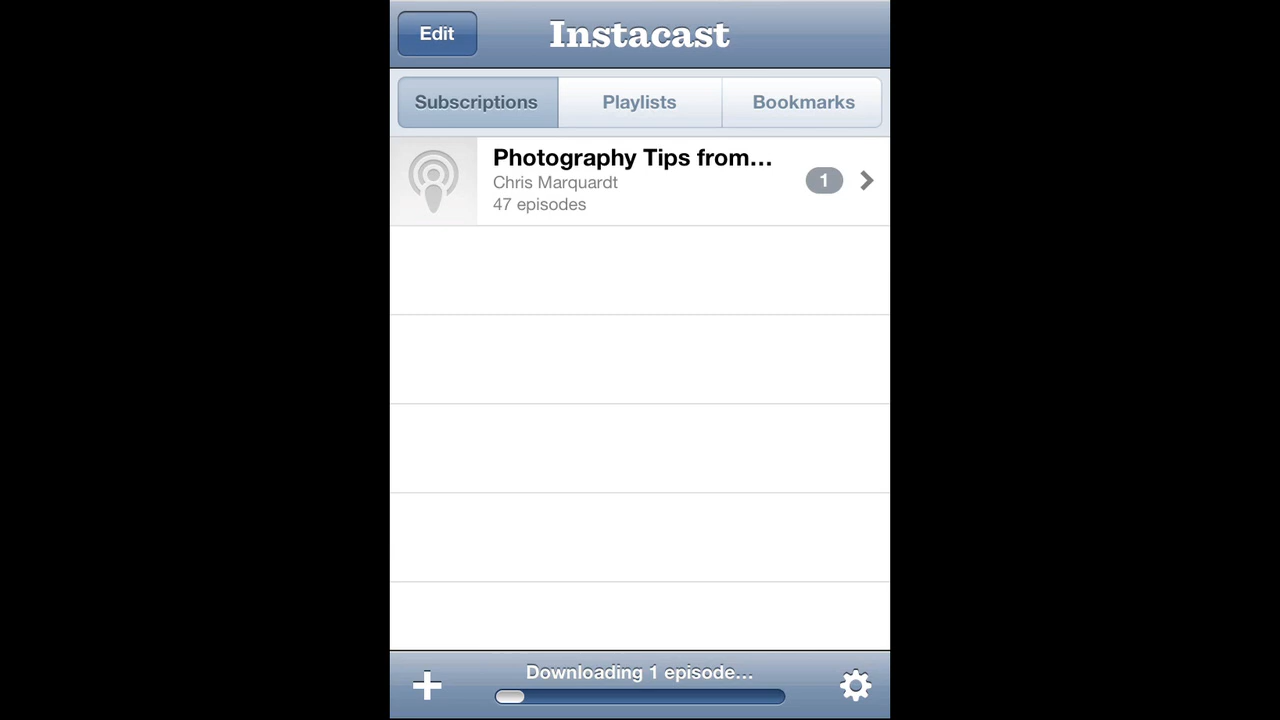 Edit
Instacast
Subscriptions
Playlists
Bookmarks
Photography Tips from...
Chris Marquardt
47 episodes
1
Downloading 1 episode...